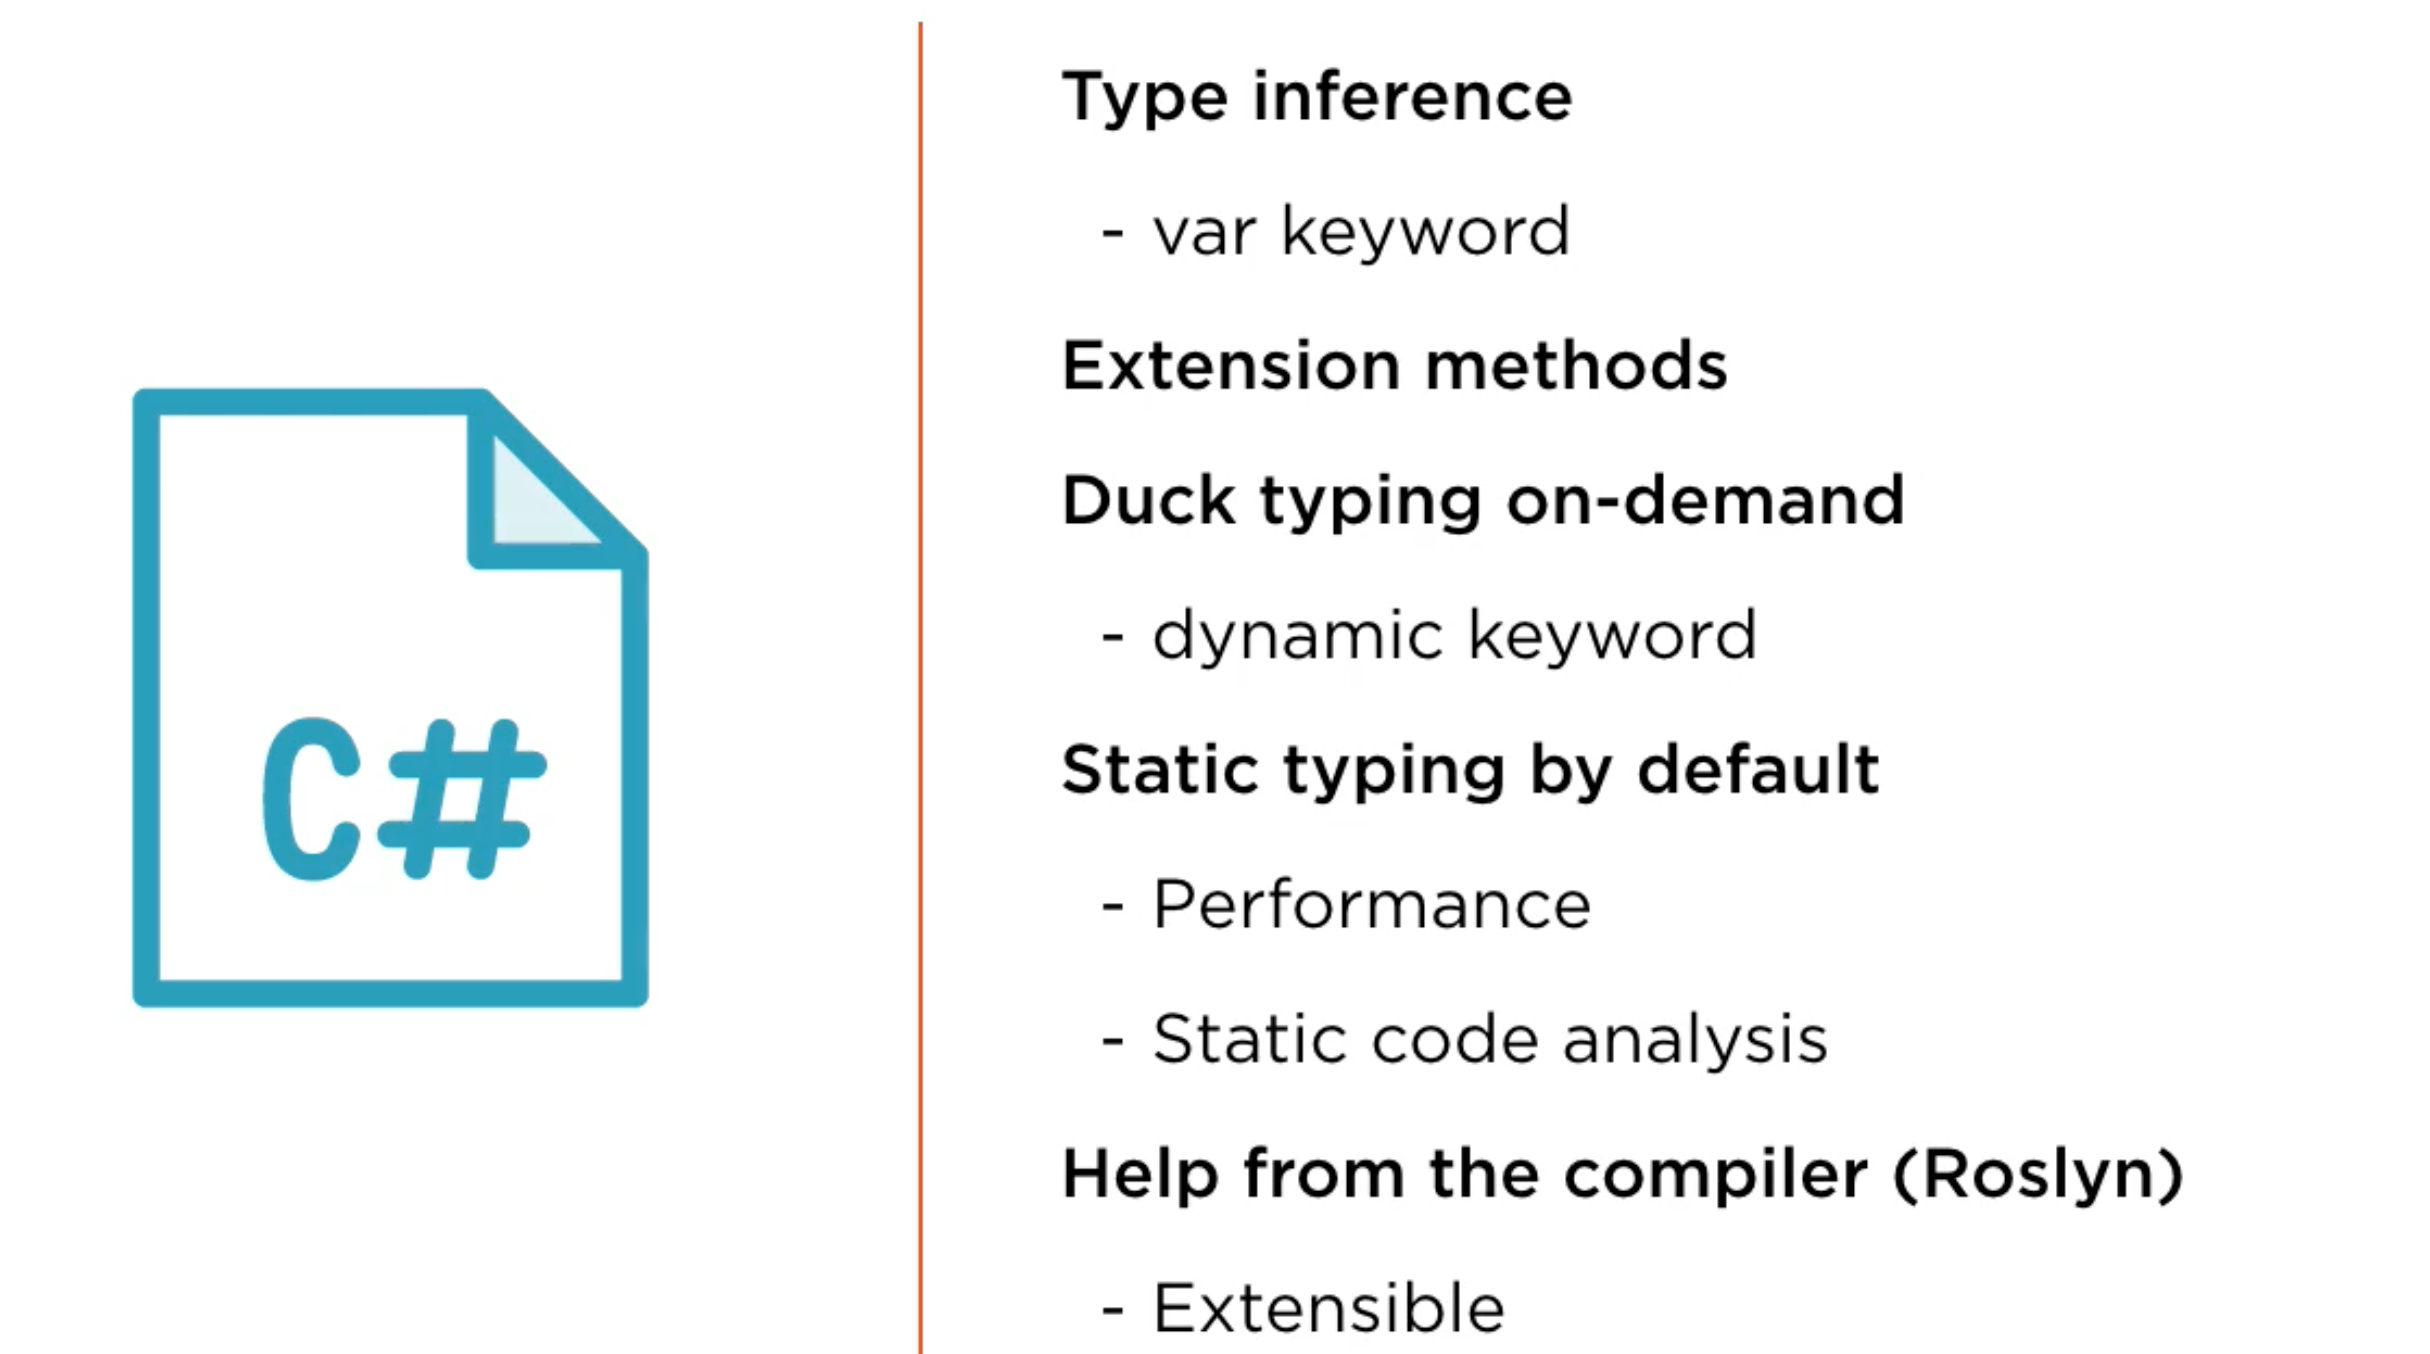 C#
Type inference
- var keyword
Extension methods
Duck typing on-demand
- dynamic keyword
Static typing by default
- Performance
- Static code analysis
Help from the compiler (Roslyn)
- Extensible